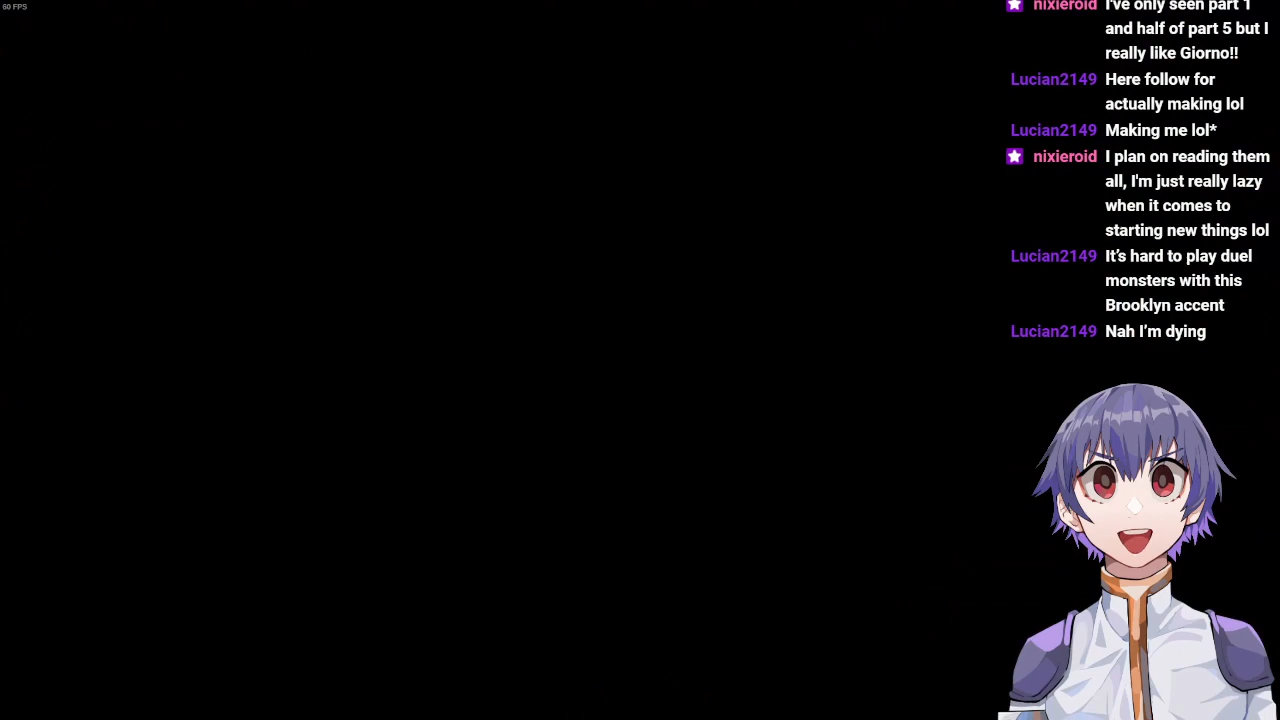 60 FPS
nixieroid I've only seen part 1
and half of part 5 but I
really like Giorno!!
Lucian2149 Here follow for
actually making lol
Lucian2149 Making me lol*
nixieroid I plan on reading them
all, I'm just really lazy
when it comes to
starting new things lol
Lucian2149 It’s hard to play duel
monsters with this
Brooklyn accent
Lucian2149 Nah I’m dying